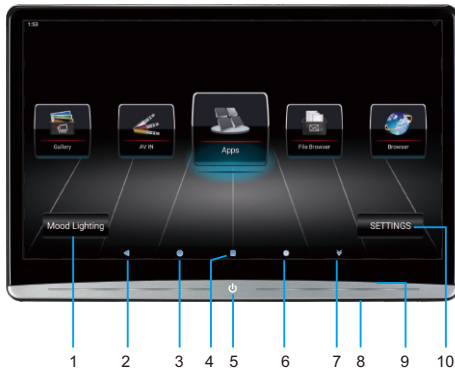 1:53
Gallery
AV IN
Apps
File Browser
Browser
Mood Lighting
SETTINGS
1 2 3 4 5 6 7 8 9 10